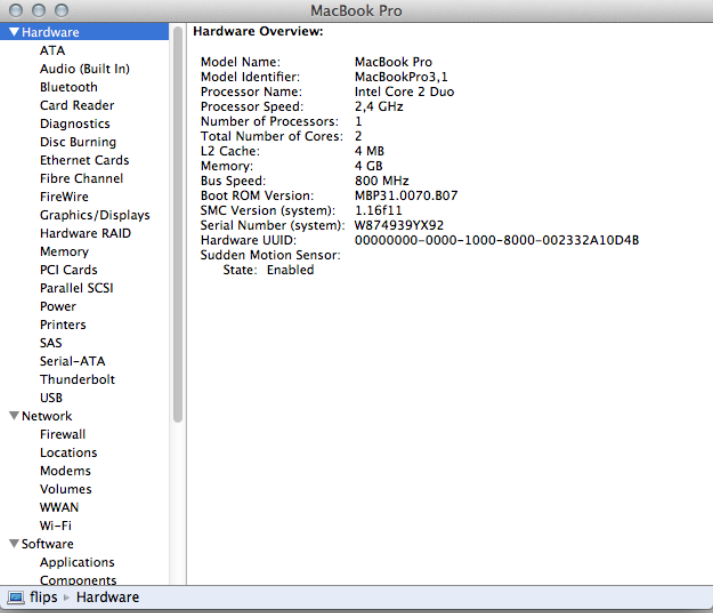 MacBook Pro
Hardware
ATA
Audio (Built In)
Bluetooth
Card Reader
Diagnostics
Disc Burning
Ethernet Cards
Fibre Channel
FireWire
Graphics/Displays
Hardware RAID
Memory
PCI Cards
Parallel SCSI
Power
Printers
SAS
Serial-ATA
Thunderbolt
USB
Network
Firewall
Locations
Modems
Volumes
WWAN
Wi-Fi
Software
Applications
Components
Hardware Overview:
Model Name: MacBook Pro
Model Identifier: MacBookPro3,1
Processor Name: Intel Core 2 Duo
Processor Speed: 2,4 GHz
Number of Processors: 1
Total Number of Cores: 2
L2 Cache: 4 MB
Memory: 4 GB
Bus Speed: 800 MHz
Boot ROM Version: MBP31.0070.B07
SMC Version (system): 1.16f11
Serial Number (system): W874939YX92
Hardware UUID: 00000000-0000-1000-8000-002332A10D4B
Sudden Motion Sensor:
State: Enabled
flips ▸ Hardware